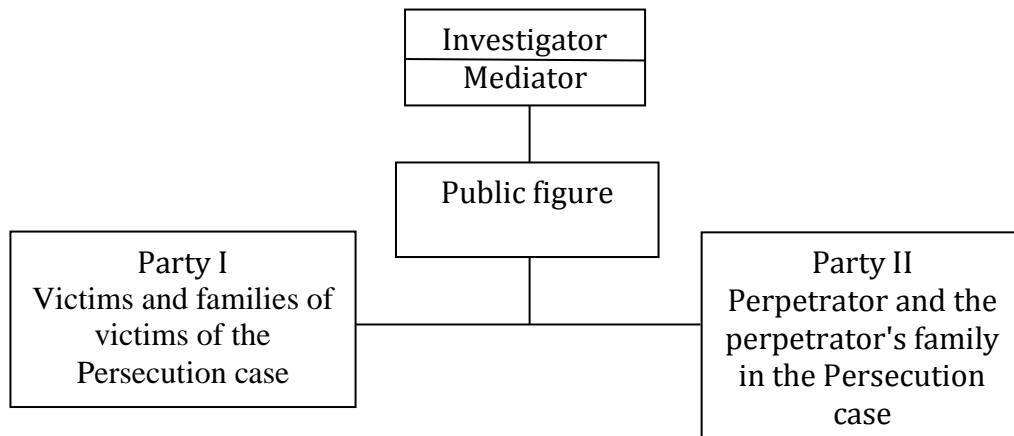 Investigator
Mediator
Public figure
Party I
Victims and families of
victims of the
Persecution case
Party II
Perpetrator and the
perpetrator's family
in the Persecution
case